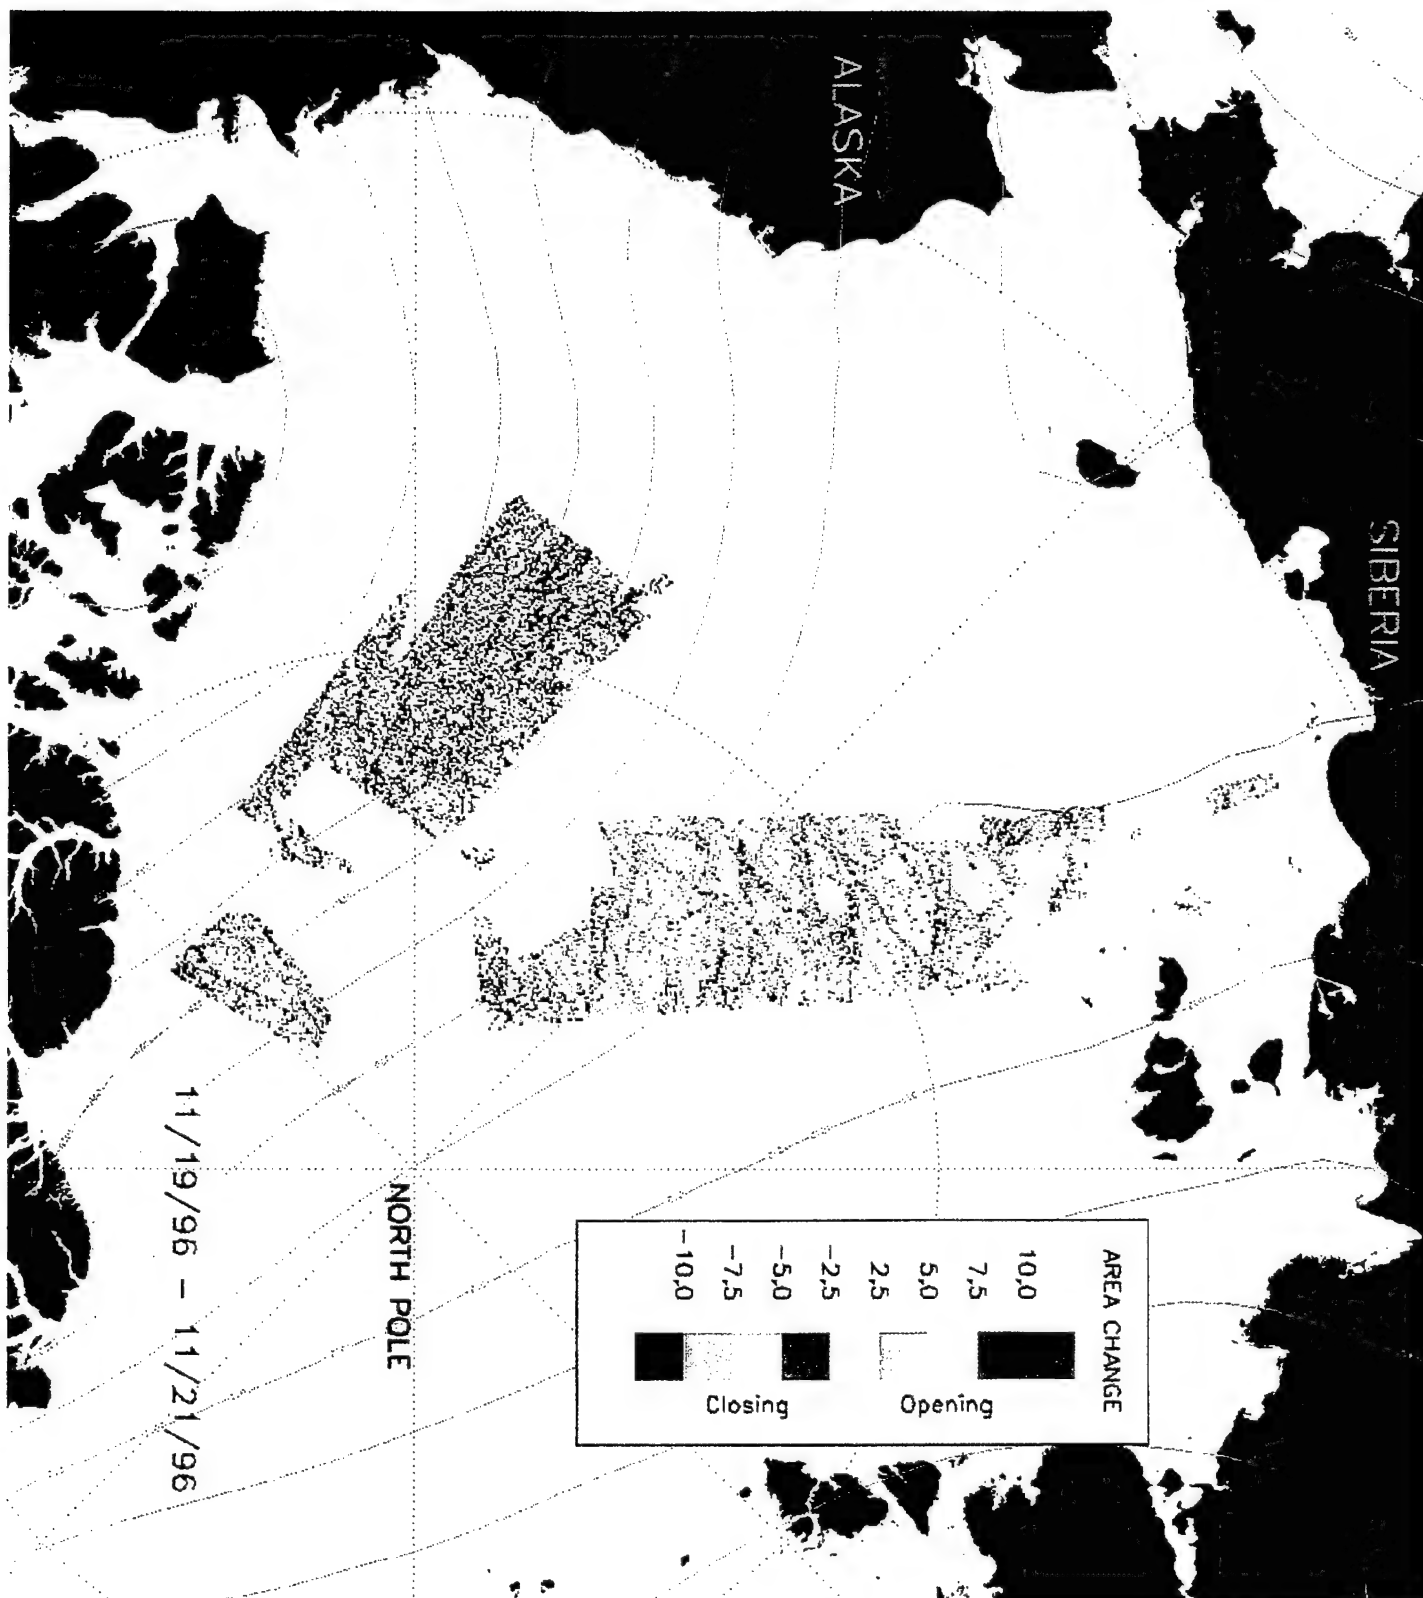 ALASKA
SIBERIA
NORTH POLE
11/19/96 - 11/21/96
AREA CHANGE
10,0
7,5
5,0
2,5
-2,5
-5,0
-7,5
-10,0
Opening
Closing